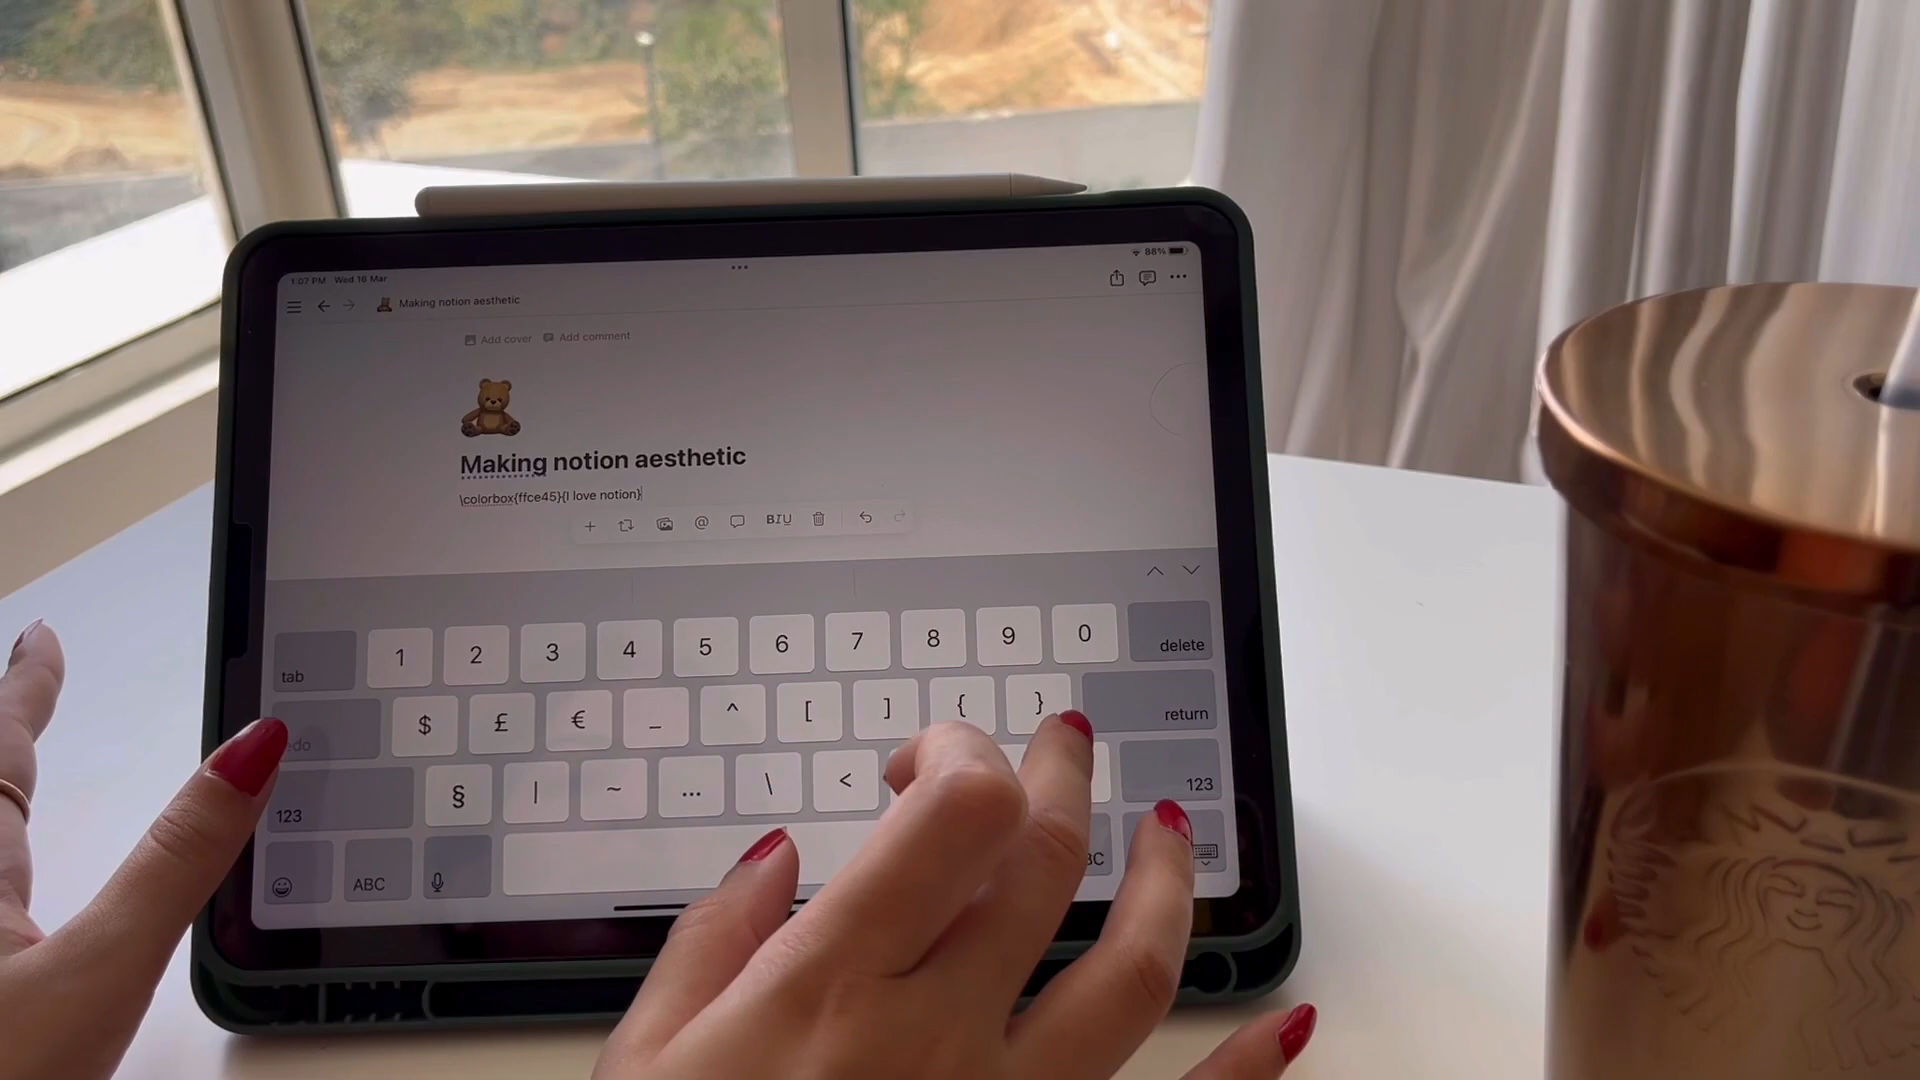 1:07 PM Wed 16 Mar
86%
Making notion aesthetic
Add cover Add comment
Making notion aesthetic
\colorbox{ffce45}{I love notion}
@ BIU
tab 1 2 3 4 5 6 7 8 9 0 delete
$ £ € _ ^ [ ] { } return
123 § | ~ … \ < 123
ABC